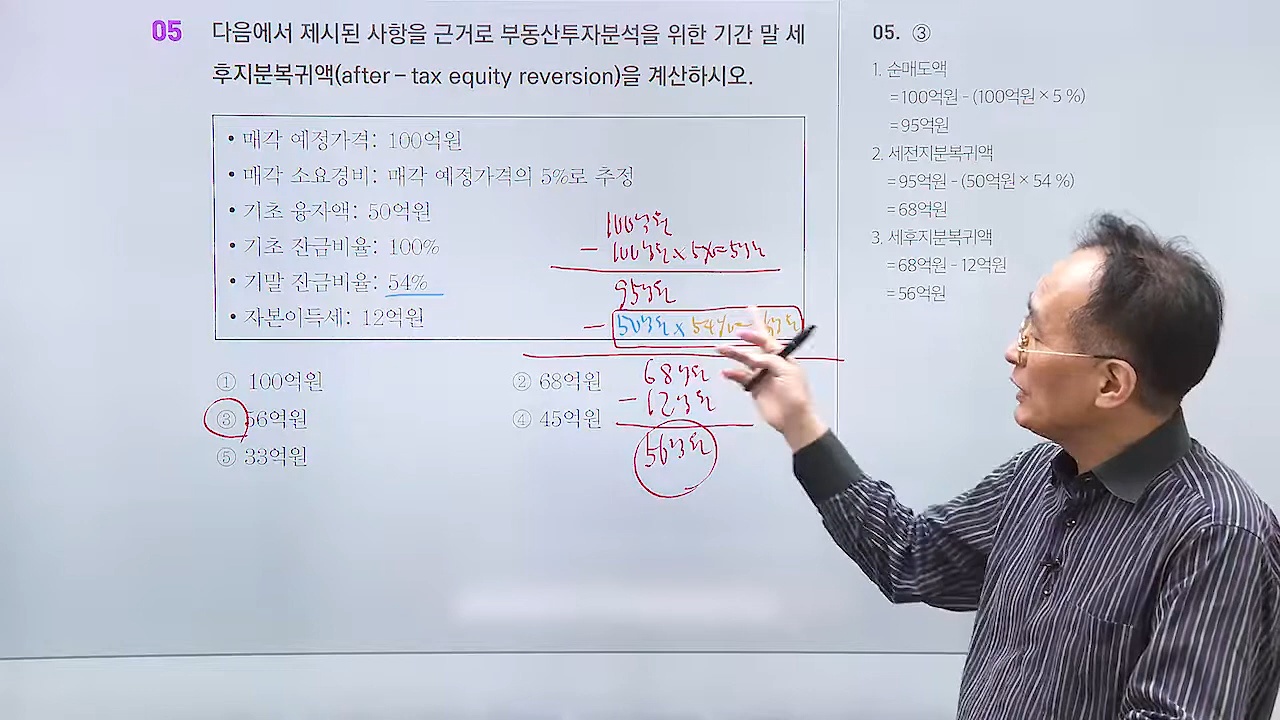 05 다음에서 제시된 사항을 근거로 부동산투자분석을 위한 기간 말 세
후지분복귀액(after-tax equity reversion)을 계산하시오.
• 매각 예정가격: 100억원
• 매각 소요경비: 매각 예정가격의 5%로 추정
• 기초 융자액: 50억원
• 기초 잔금비율: 100%
• 기말 잔금비율: 54%
• 자본이득세: 12억원
① 100억원 ② 68억원
③ 56억원 ④ 45억원
⑤ 33억원
100억원
- 100억원×5%=5억원
95억원
- 50억원×54%=
68억원
-12억원
56억원
05. ③
1. 순매도액
=100억원-(100억원×5%)
=95억원
2. 세전지분복귀액
=95억원-(50억원×54%)
=68억원
3. 세후지분복귀액
=68억원-12억원
=56억원